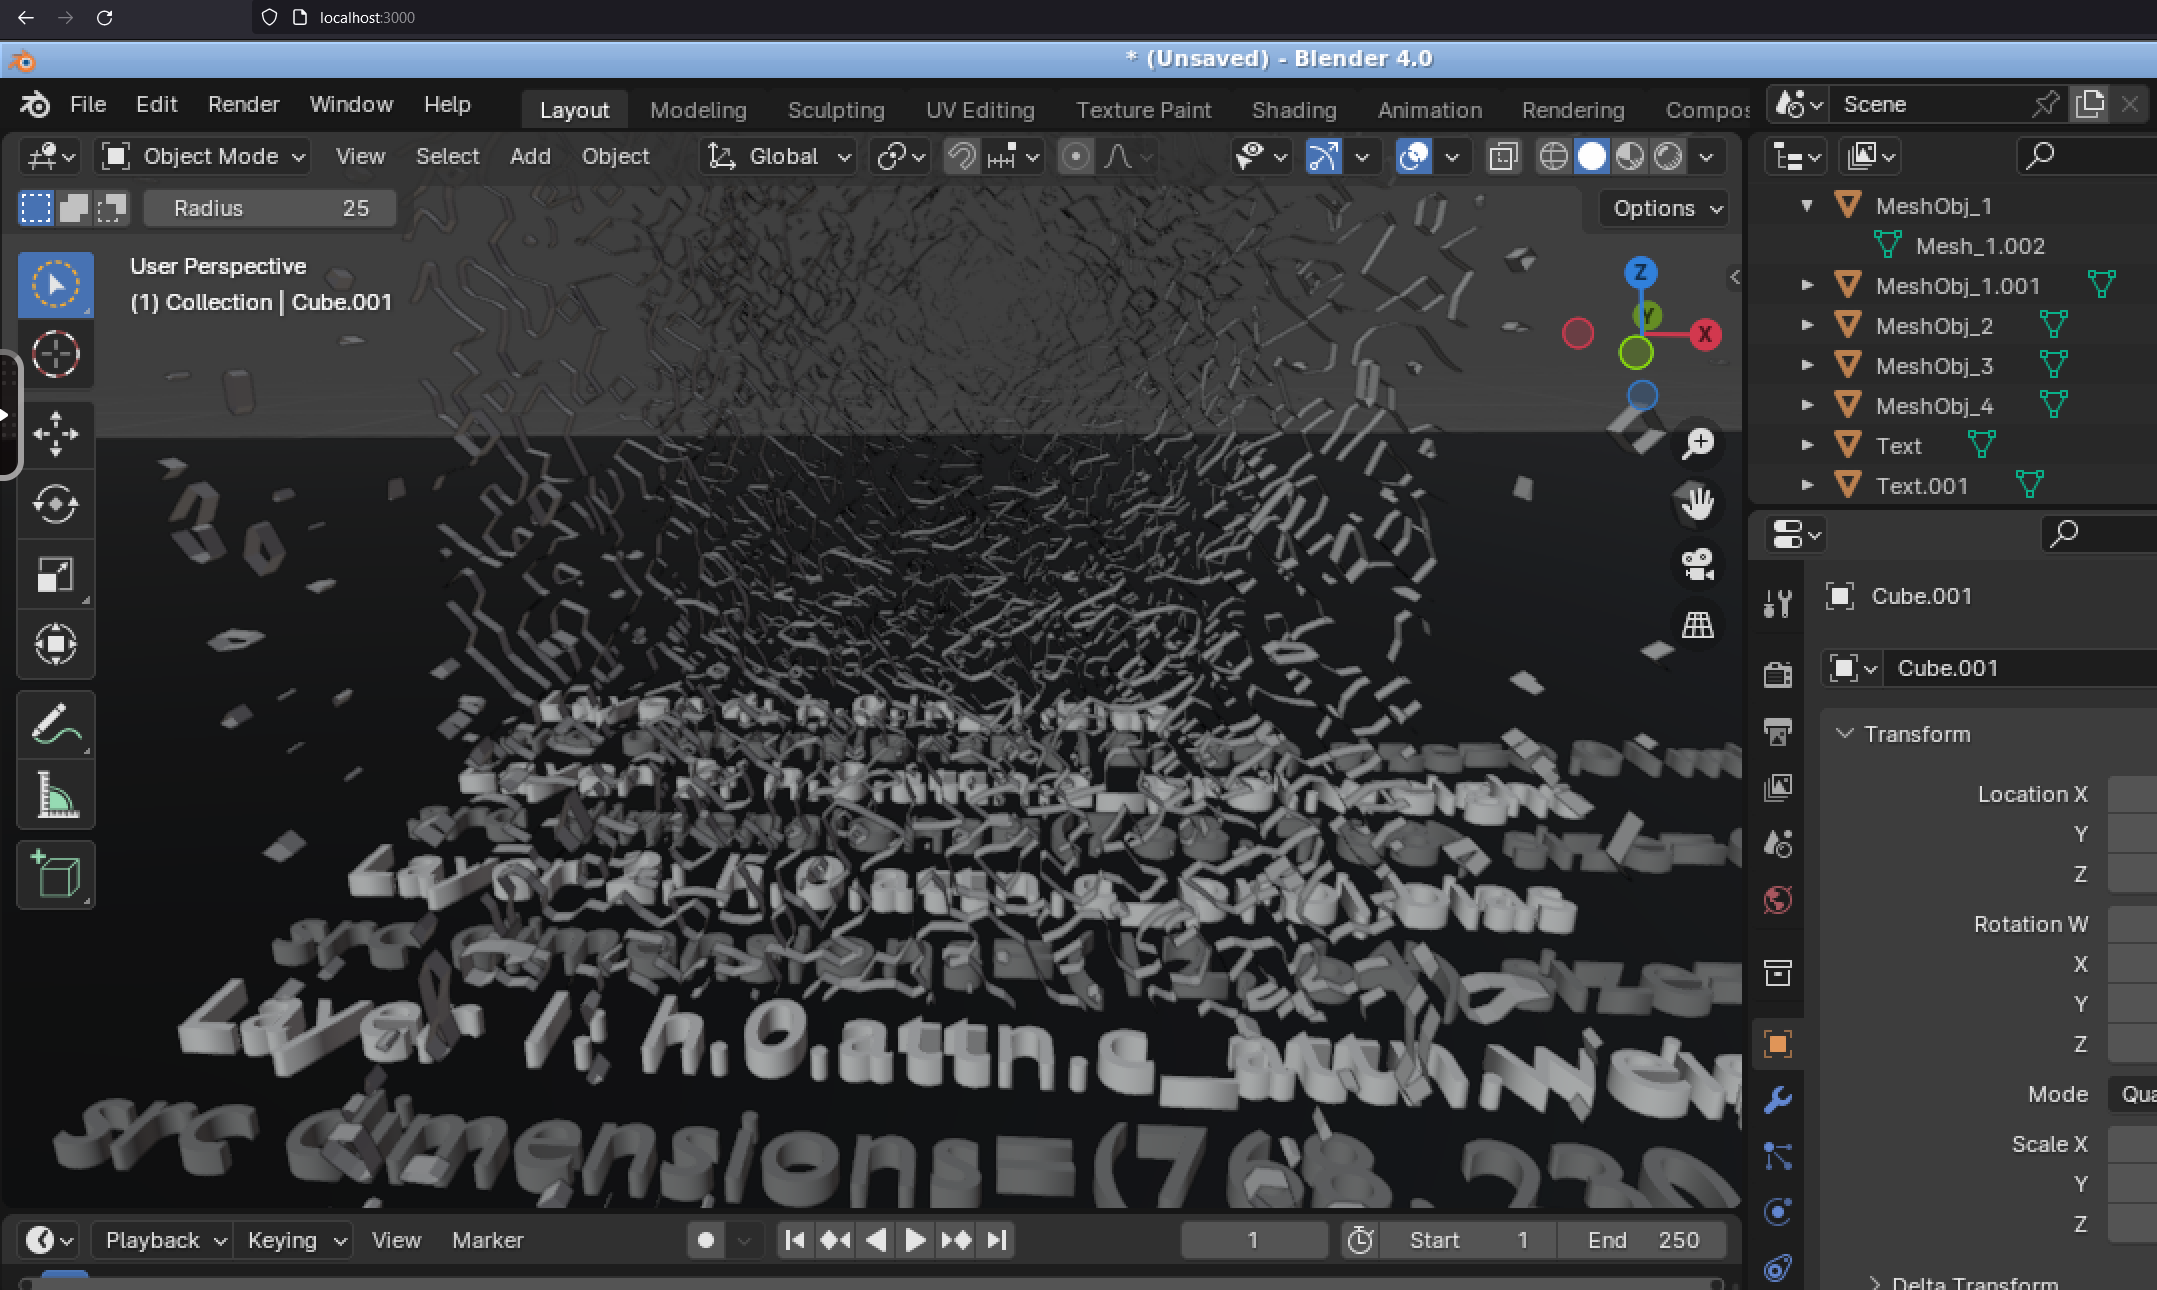 localhost:3000
* (Unsaved) - Blender 4.0
File Edit Render Window Help Layout Modeling Sculpting UV Editing Texture Paint Shading Animation Rendering Compos Scene
Object Mode View Select Add Object Global
Radius 25 Options
User Perspective
(1) Collection | Cube.001
Z
Y
X
MeshObj_1
Mesh_1.002
MeshObj_1.001
MeshObj_2
MeshObj_3
MeshObj_4
Text
Text.001
Cube.001
Cube.001
Transform
Location X
Y
Z
Rotation W
X
Y
Z
Mode Qua
Scale X
Y
Z
Delta Transform
Layer 1: h.0.attn.c_attn.wei
src dimensions=(768, 230
Playback Keying View Marker 1 Start 1 End 250